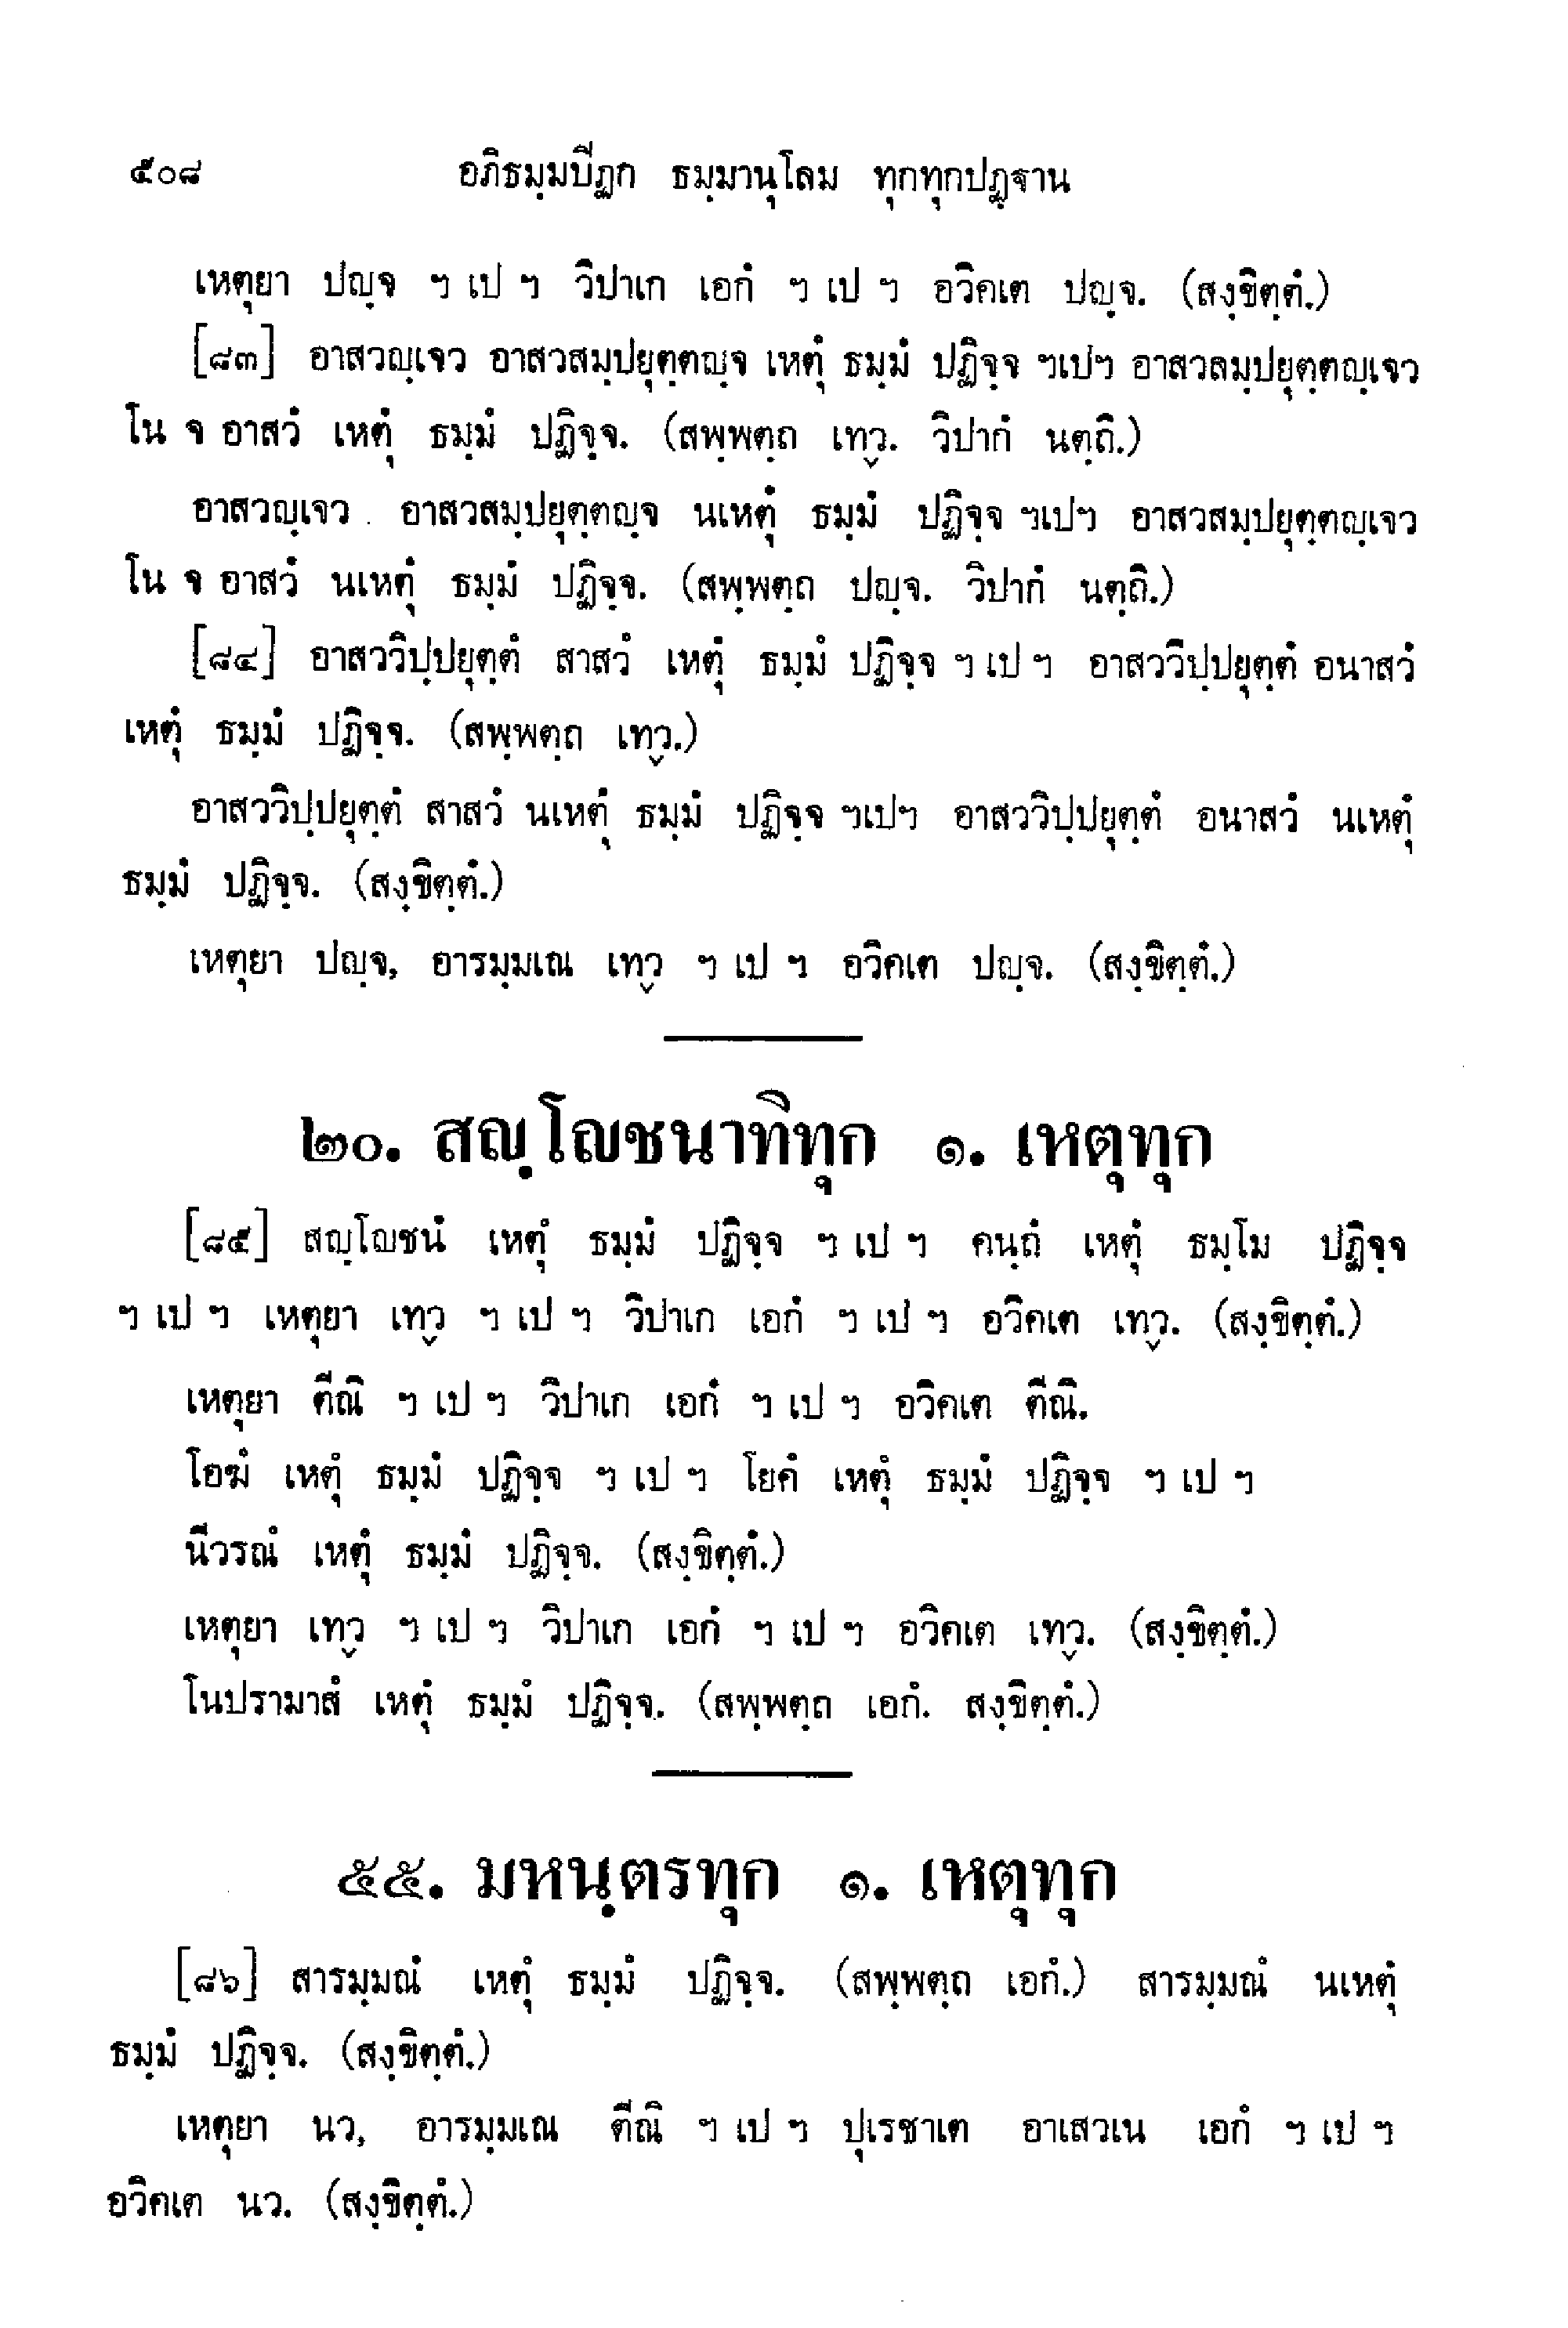 ๕๐๘ อภิธมฺมปิฏก ธมฺมานุโลม ทุกทุกปฏฺฐาน
เหตุยา ปญฺจ ฯ เป ฯ วิปาเก เอกํ ฯ เป ฯ อวิคเต ปญฺจ. (สงฺขิตฺตํ.)
[๘๓] อาสวญฺเจว อาสวสมฺปยุตฺตญฺจ เหตุํ ธมฺมํ ปฏิจฺจ ฯเปฯ อาสวสมฺปยุตฺตญฺเจว
โน จ อาสวํ เหตุํ ธมฺมํ ปฏิจฺจ. (สพฺพตฺถ เทฺว. วิปากํ นตฺถิ.)
อาสวญฺเจว อาสวสมฺปยุตฺตญฺจ นเหตุํ ธมฺมํ ปฏิจฺจ ฯเปฯ อาสวสมฺปยุตฺตญฺเจว
โน จ อาสวํ นเหตุํ ธมฺมํ ปฏิจฺจ. (สพฺพตฺถ ปญฺจ. วิปากํ นตฺถิ.)
[๘๔] อาสววิปฺปยุตฺตํ สาสวํ เหตุํ ธมฺมํ ปฏิจฺจ ฯ เป ฯ อาสววิปฺปยุตฺตํ อนาสวํ
เหตุํ ธมฺมํ ปฏิจฺจ. (สพฺพตฺถ เทฺว.)
อาสววิปฺปยุตฺตํ สาสวํ นเหตุํ ธมฺมํ ปฏิจฺจ ฯเปฯ อาสววิปฺปยุตฺตํ อนาสวํ นเหตุํ
ธมฺมํ ปฏิจฺจ. (สงฺขิตฺตํ.)
เหตุยา ปญฺจ, อารมฺมเณ เทฺว ฯ เป ฯ อวิคเต ปญฺจ. (สงฺขิตฺตํ.)
๒๐. สญฺโญชนาทิทุก ๑. เหตุทุก
[๘๕] สญฺโญชนํ เหตุํ ธมฺมํ ปฏิจฺจ ฯ เป ฯ คนฺถํ เหตุํ ธมฺโม ปฏิจฺจ
ฯ เป ฯ เหตุยา เทฺว ฯ เป ฯ วิปาเก เอกํ ฯ เป ฯ อวิคเต เทฺว. (สงฺขิตฺตํ.)
เหตุยา ตีณิ ฯ เป ฯ วิปาเก เอกํ ฯ เป ฯ อวิคเต ตีณิ.
โอฆํ เหตุํ ธมฺมํ ปฏิจฺจ ฯ เป ฯ โยคํ เหตุํ ธมฺมํ ปฏิจฺจ ฯ เป ฯ
นีวรณํ เหตุํ ธมฺมํ ปฏิจฺจ. (สงฺขิตฺตํ.)
เหตุยา เทฺว ฯ เป ฯ วิปาเก เอกํ ฯ เป ฯ อวิคเต เทฺว. (สงฺขิตฺตํ.)
โนปรามาสํ เหตุํ ธมฺมํ ปฏิจฺจ. (สพฺพตฺถ เอกํ. สงฺขิตฺตํ.)
๕๕. มหนฺตรทุก ๑. เหตุทุก
[๘๖] สารมฺมณํ เหตุํ ธมฺมํ ปฏิจฺจ. (สพฺพตฺถ เอกํ.) สารมฺมณํ นเหตุํ
ธมฺมํ ปฏิจฺจ. (สงฺขิตฺตํ.)
เหตุยา นว, อารมฺมเณ ตีณิ ฯ เป ฯ ปุเรชาเต อาเสวเน เอกํ ฯ เป ฯ
อวิคเต นว. (สงฺขิตฺตํ.)